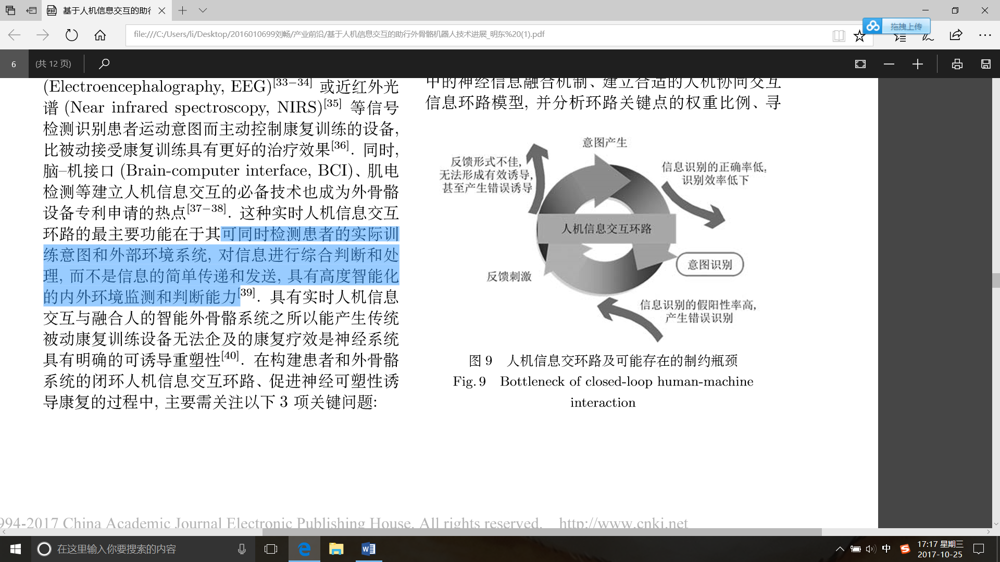 基于人机信息交互的助行
file:///C:/Users/li/Desktop/2016010699刘畅/产业前沿/基于人机信息交互的助行外骨骼机器人技术进展_明东%20(1).pdf
拖拽上传
6 (共 12 页)
(Electroencephalography, EEG)[33−34] 或近红外光
谱 (Near infrared spectroscopy, NIRS)[35] 等信号
检测识别患者运动意图而主动控制康复训练的设备,
比被动接受康复训练具有更好的治疗效果[36]. 同时,
脑–机接口 (Brain-computer interface, BCI)、肌电
检测等建立人机信息交互的必备技术也成为外骨骼
设备专利申请的热点[37−38]. 这种实时人机信息交互
环路的最主要功能在于其可同时检测患者的实际训
练意图和外部环境系统, 对信息进行综合判断和处
理, 而不是信息的简单传递和发送, 具有高度智能化
的内外环境监测和判断能力[39]. 具有实时人机信息
交互与融合人的智能外骨骼系统之所以能产生传统
被动康复训练设备无法企及的康复疗效是神经系统
具有明确的可诱导重塑性[40]. 在构建患者和外骨骼
系统的闭环人机信息交互环路、促进神经可塑性诱
导康复的过程中, 主要需关注以下 3 项关键问题:
中的神经信息融合机制、建立合适的人机协同交互
信息环路模型, 并分析环路关键点的权重比例、寻
意图产生
反馈形式不佳,
无法形成有效诱导,
甚至产生错误诱导
信息识别的正确率低,
识别效率低下
人机信息交互环路
意图识别
反馈刺激
信息识别的假阳性率高,
产生错误识别
图 9 人机信息交环路及可能存在的制约瓶颈
Fig. 9 Bottleneck of closed-loop human-machine
interaction
994-2017 China Academic Journal Electronic Publishing House. All rights reserved. http://www.cnki.net
在这里输入你要搜索的内容
中
17:17 星期三
2017-10-25